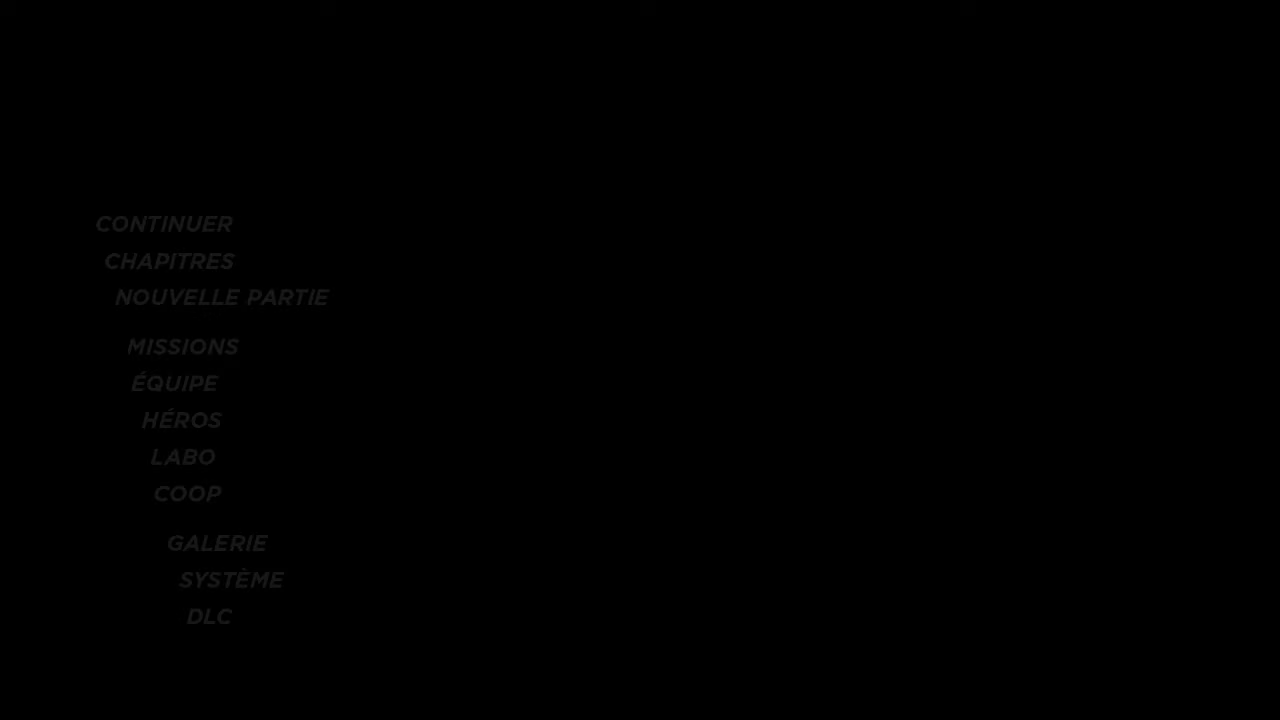 CONTINUER
CHAPITRES
NOUVELLE PARTIE
MISSIONS
ÉQUIPE
HÉROS
LABO
COOP
GALERIE
SYSTÈME
DLC